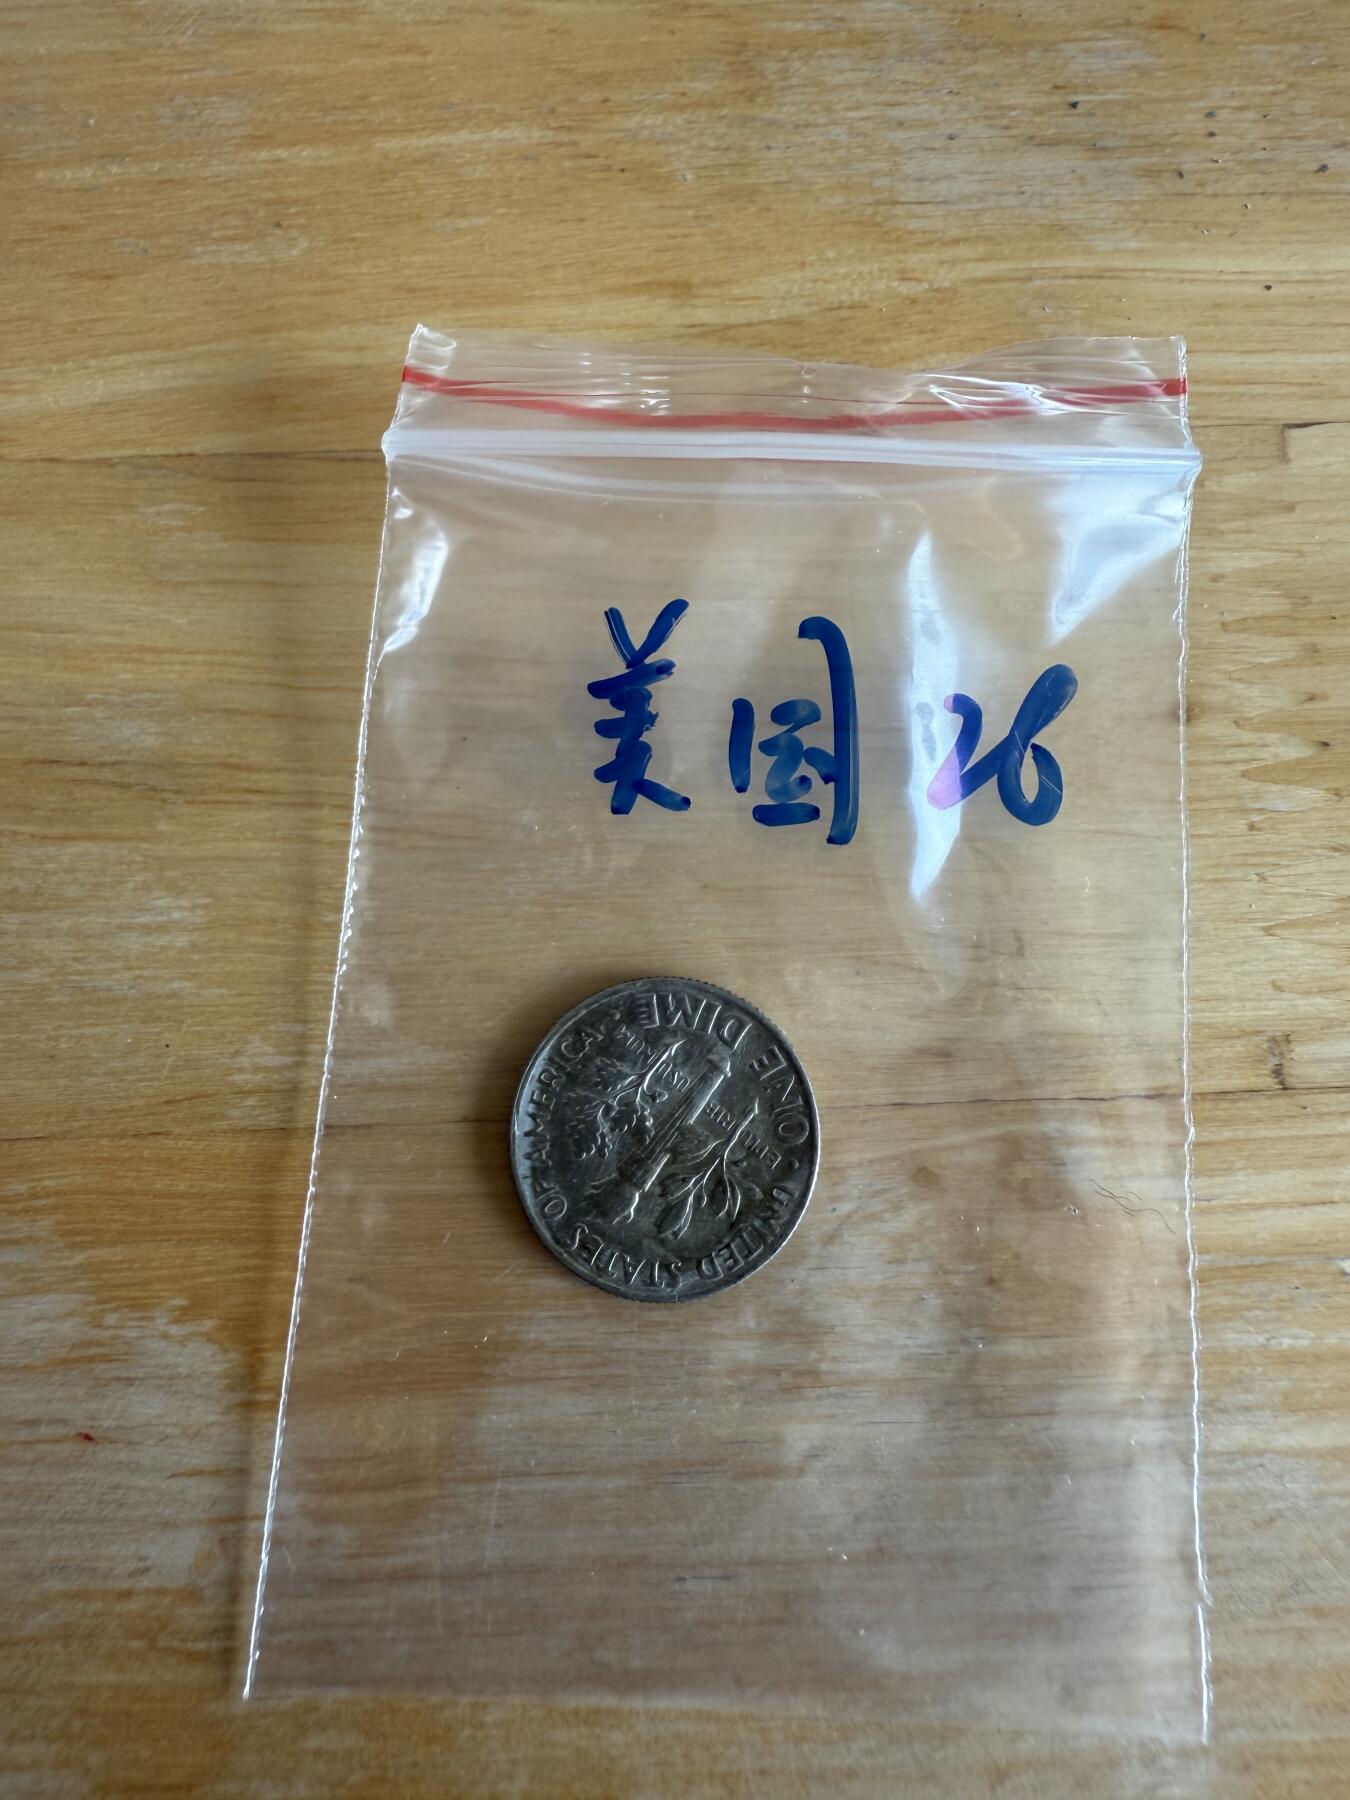 美国 26
UNITED STATES OF AMERICA
ONE DIME